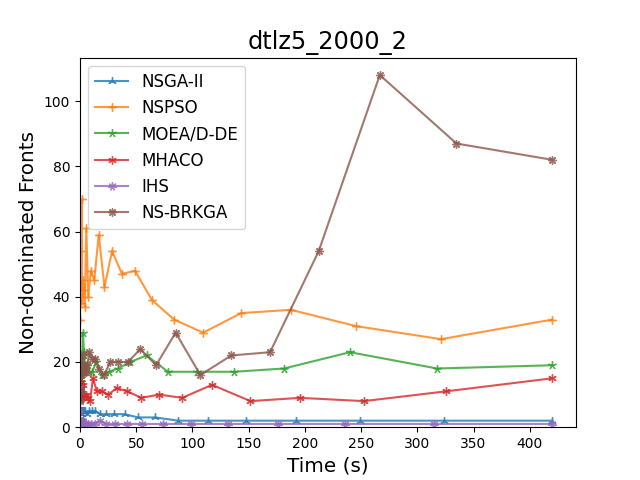 dtlz5_2000_2
NSGA-II
NSPSO
MOEA/D-DE
MHACO
IHS
NS-BRKGA
Non-dominated Fronts
100
80
60
40
20
0
0 50 100 150 200 250 300 350 400
Time (s)